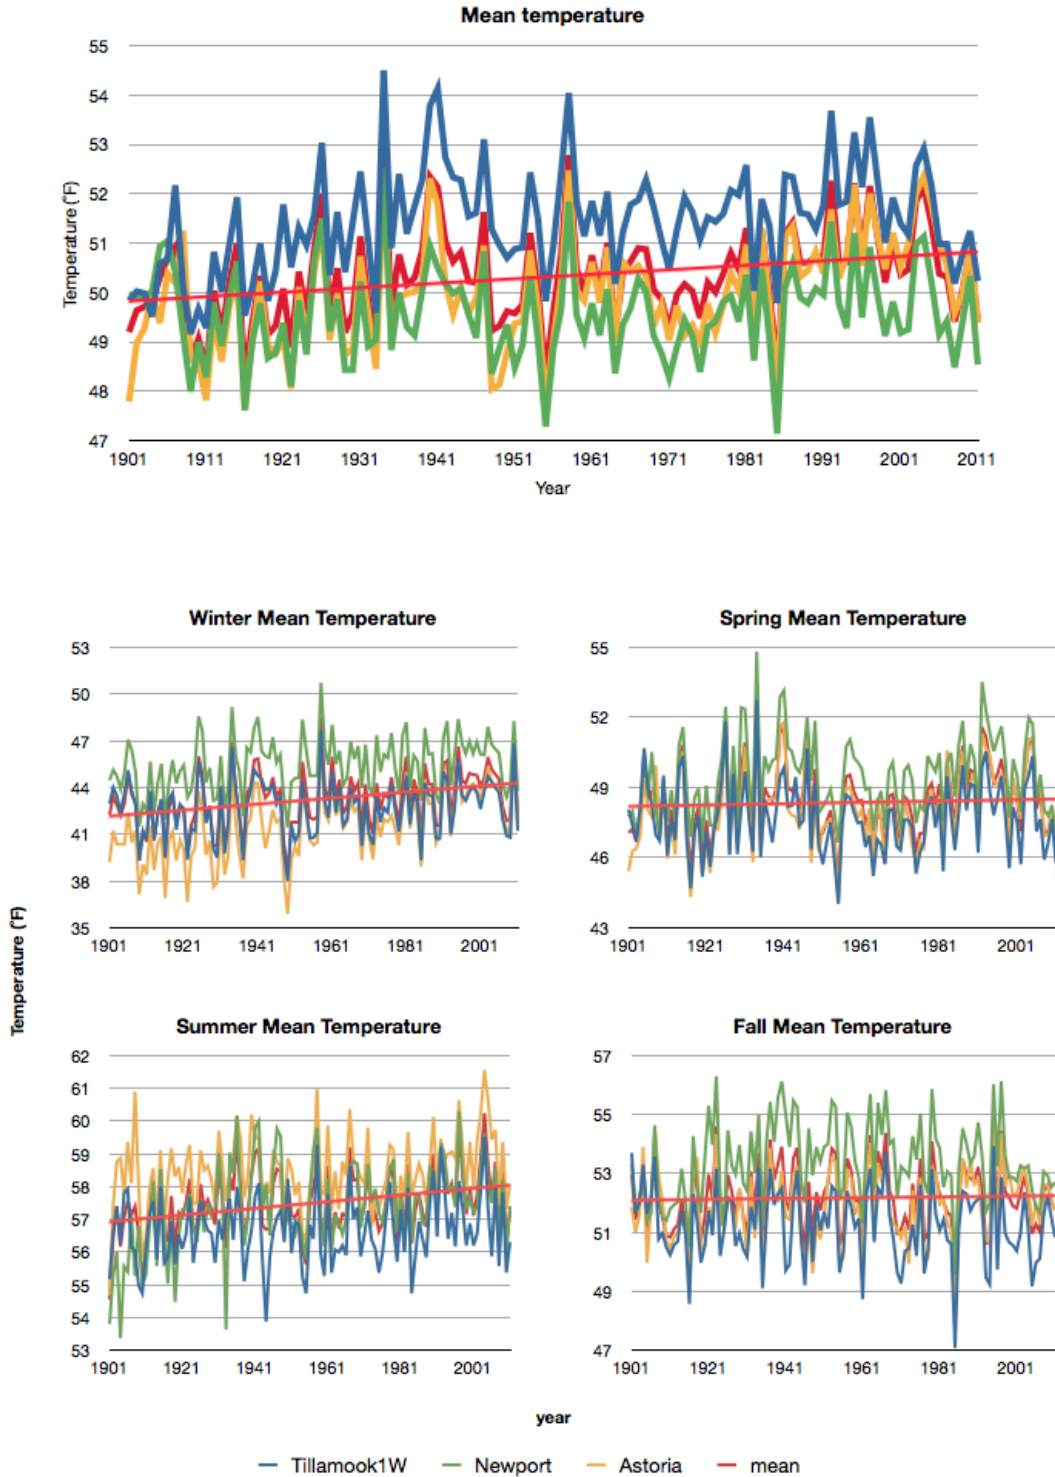 Mean temperature
55
54
53
52
51
50
49
48
47
Temperature (°F)
1901 1911 1921 1931 1941 1951 1961 1971 1981 1991 2001 2011
Year
Winter Mean Temperature
53
50
47
44
41
38
35
1901 1921 1941 1961 1981 2001
Spring Mean Temperature
55
52
49
46
43
1901 1921 1941 1961 1981 2001
Temperature (°F)
Summer Mean Temperature
62
61
60
59
58
57
56
55
54
53
1901 1921 1941 1961 1981 2001
Fall Mean Temperature
57
55
53
51
49
47
1901 1921 1941 1961 1981 2001
year
Tillamook1W Newport Astoria mean